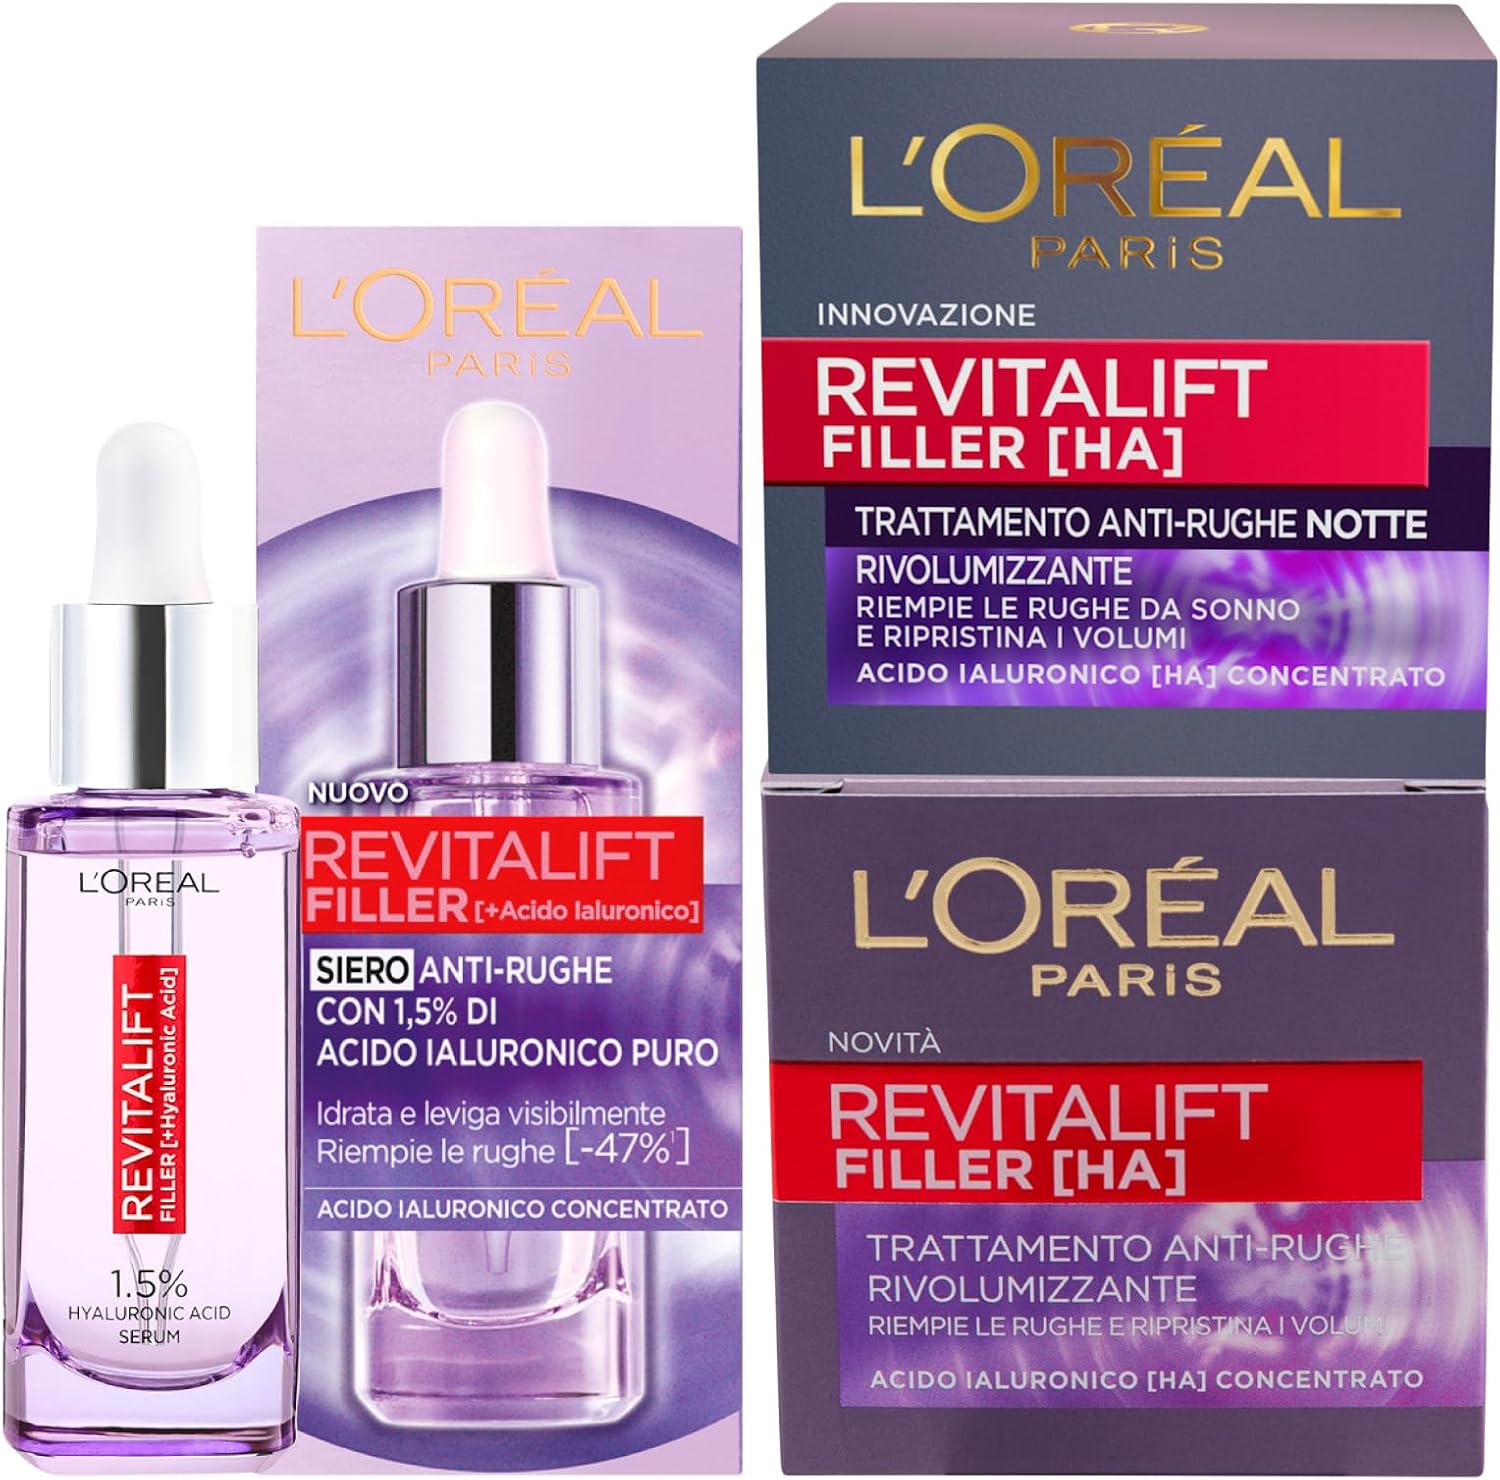 L'ORÉAL
PARiS
REVITALIFT
FILLER [+Hyaluronic Acid]
1.5%
HYALURONIC ACID
SERUM
L'ORÉAL
PARiS
NUOVO
REVITALIFT
FILLER [+Acido Ialuronico]
SIERO ANTI-RUGHE
CON 1,5% DI
ACIDO IALURONICO PURO
Idrata e leviga visibilmente
Riempie le rughe [-47%¹]
ACIDO IALURONICO CONCENTRATO
L'ORÉAL
PARiS
INNOVAZIONE
REVITALIFT
FILLER [HA]
TRATTAMENTO ANTI-RUGHE NOTTE
RIVOLUMIZZANTE
RIEMPIE LE RUGHE DA SONNO
E RIPRISTINA I VOLUMI
ACIDO IALURONICO [HA] CONCENTRATO
L'ORÉAL
PARiS
NOVITÀ
REVITALIFT
FILLER [HA]
TRATTAMENTO ANTI-RUGHE
RIVOLUMIZZANTE
RIEMPIE LE RUGHE E RIPRISTINA I VOLUMI
ACIDO IALURONICO [HA] CONCENTRATO